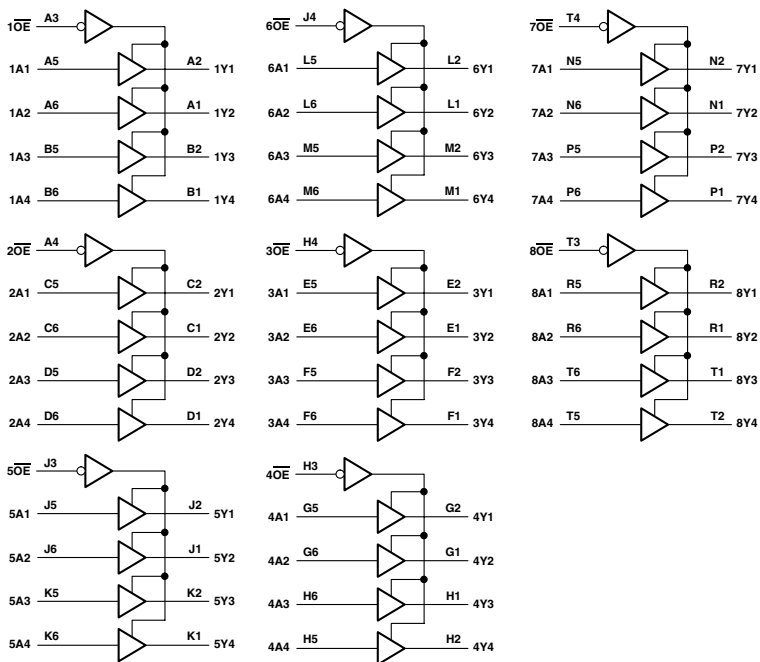 1OE A3
1A1 A5 A2 1Y1
1A2 A6 A1 1Y2
1A3 B5 B2 1Y3
1A4 B6 B1 1Y4
6OE J4
6A1 L5 L2 6Y1
6A2 L6 L1 6Y2
6A3 M5 M2 6Y3
6A4 M6 M1 6Y4
7OE T4
7A1 N5 N2 7Y1
7A2 N6 N1 7Y2
7A3 P5 P2 7Y3
7A4 P6 P1 7Y4
2OE A4
2A1 C5 C2 2Y1
2A2 C6 C1 2Y2
2A3 D5 D2 2Y3
2A4 D6 D1 2Y4
3OE H4
3A1 E5 E2 3Y1
3A2 E6 E1 3Y2
3A3 F5 F2 3Y3
3A4 F6 F1 3Y4
8OE T3
8A1 R5 R2 8Y1
8A2 R6 R1 8Y2
8A3 T6 T1 8Y3
8A4 T5 T2 8Y4
5OE J3
5A1 J5 J2 5Y1
5A2 J6 J1 5Y2
5A3 K5 K2 5Y3
5A4 K6 K1 5Y4
4OE H3
4A1 G5 G2 4Y1
4A2 G6 G1 4Y2
4A3 H6 H1 4Y3
4A4 H5 H2 4Y4